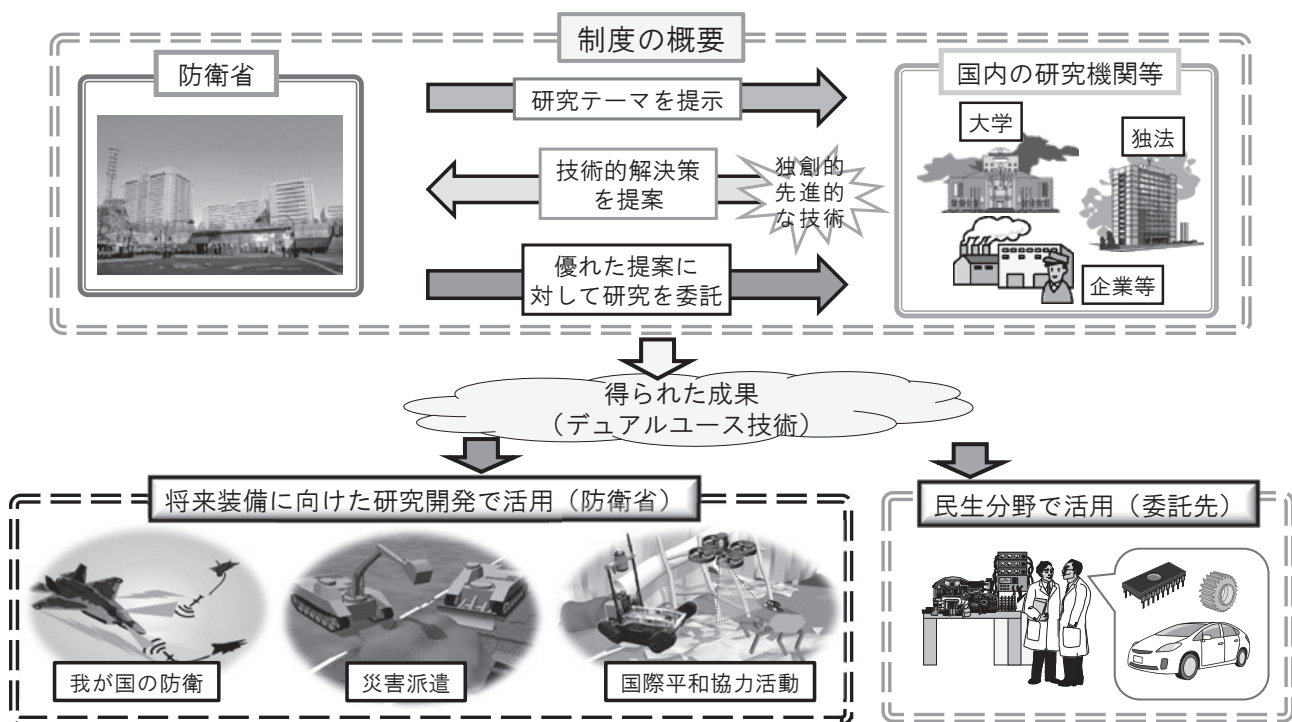 制度の概要
防衛省
研究テーマを提示
技術的解決策
を提案
独創的
先進的
な技術
優れた提案に
対して研究を委託
国内の研究機関等
大学
独法
企業等
得られた成果
（デュアルユース技術）
将来装備に向けた研究開発で活用（防衛省）
我が国の防衛
災害派遣
国際平和協力活動
民生分野で活用（委託先）